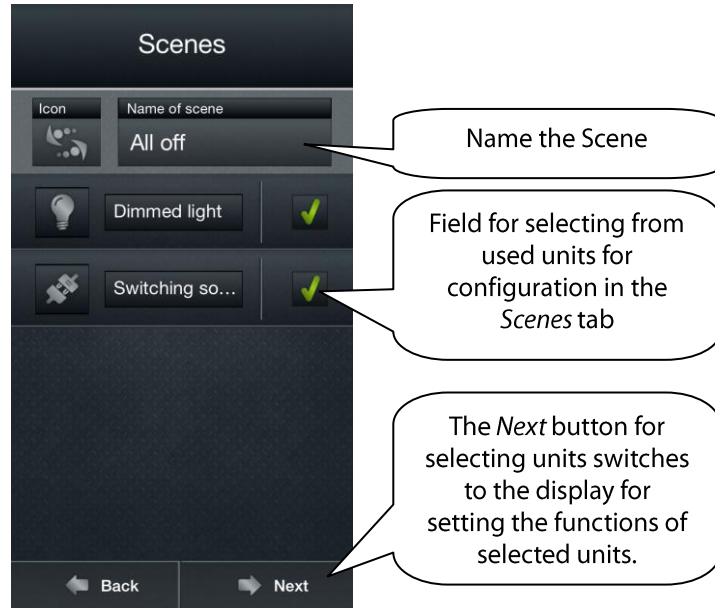 Scenes
Icon
Name of scene
All off
Name the Scene
Dimmed light
Switching so...
Field for selecting from
used units for
configuration in the
Scenes tab
The Next button for
selecting units switches
to the display for
setting the functions of
selected units.
Back
Next